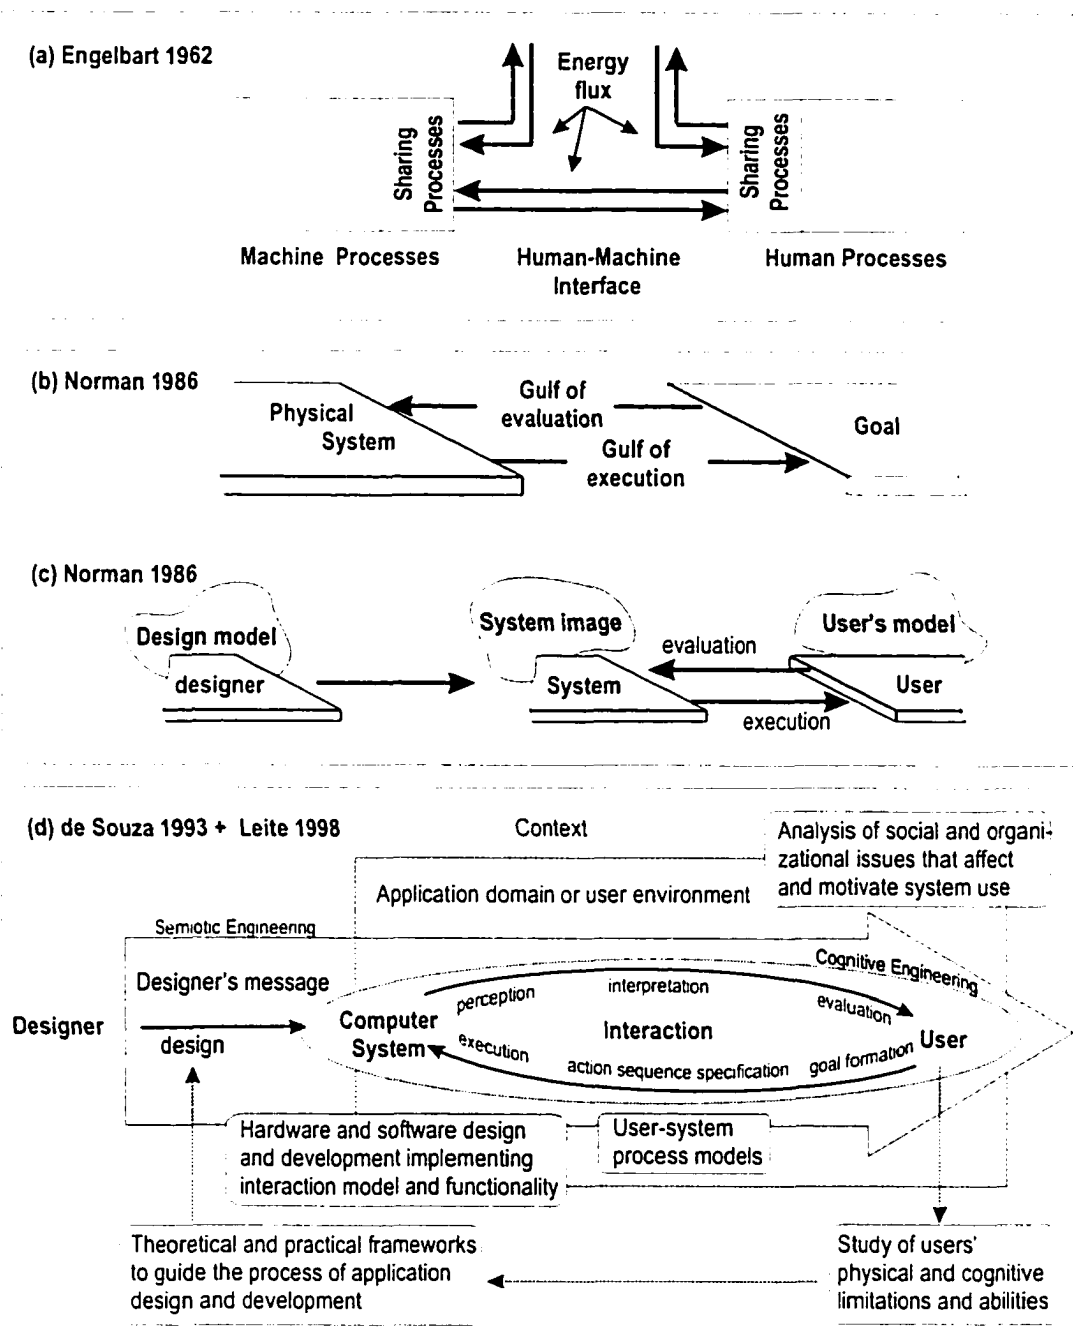 (a) Engelbart 1962
Energy
flux
Sharing
Processes
Sharing
Processes
Machine Processes
Human-Machine
Interface
Human Processes
(b) Norman 1986
Physical
System
Gulf of
evaluation
Gulf of
execution
Goal
(c) Norman 1986
Design model
designer
System image
System
evaluation
execution
User's model
User
(d) de Souza 1993 + Leite 1998
Context
Analysis of social and organi-
zational issues that affect
and motivate system use
Application domain or user environment
Semiotic Engineering
Cognitive Engineering
Designer's message
Designer
design
Computer
System
perception
interpretation
evaluation
Interaction
execution
action sequence specification
goal formation
User
Hardware and software design
and development implementing
interaction model and functionality
User-system
process models
Theoretical and practical frameworks
to guide the process of application
design and development
Study of users'
physical and cognitive
limitations and abilities